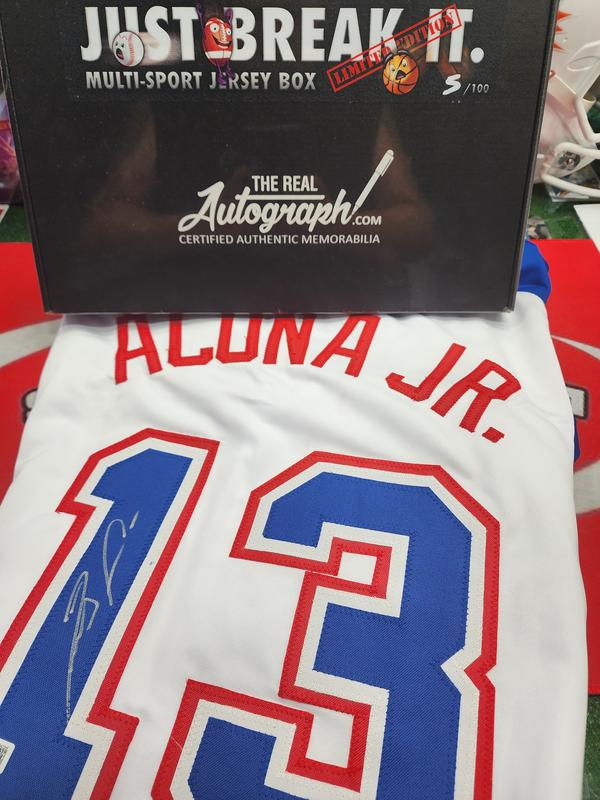 JUST BREAK IT.
LIMITED EDITION
MULTI-SPORT JERSEY BOX
5/100
THE REAL
Autograph.COM
CERTIFIED AUTHENTIC MEMORABILIA
ACUNA JR.
13